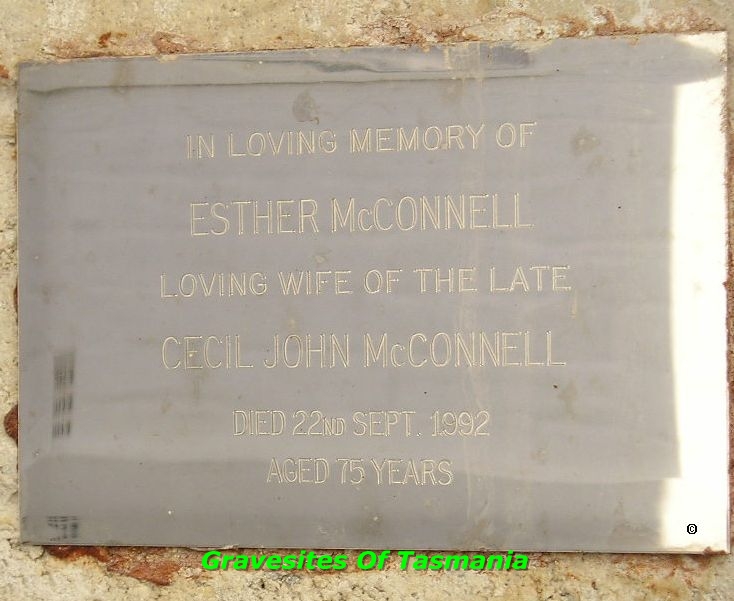 IN LOVING MEMORY OF
ESTHER McCONNELL
LOVING WIFE OF THE LATE
CECIL JOHN McCONNELL
DIED 22ND SEPT. 1992
AGED 75 YEARS
©
Gravesites Of Tasmania